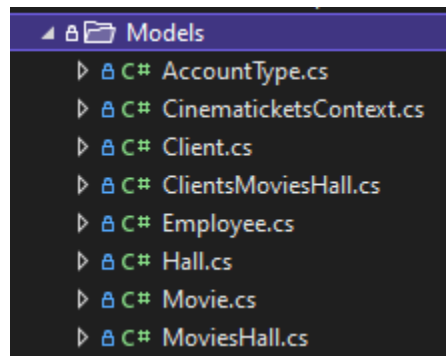 Models
C# AccountType.cs
C# CinematicketsContext.cs
C# Client.cs
C# ClientsMoviesHall.cs
C# Employee.cs
C# Hall.cs
C# Movie.cs
C# MoviesHall.cs